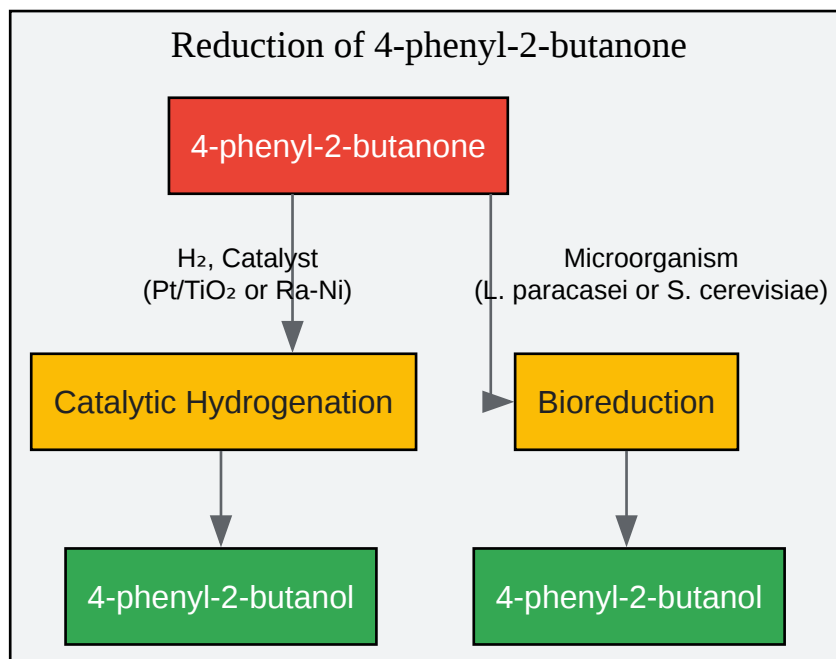 Reduction of 4-phenyl-2-butanone
4-phenyl-2-butanone
H₂, Catalyst
(Pt/TiO₂ or Ra-Ni)
Microorganism
(L. paracasei or S. cerevisiae)
Catalytic Hydrogenation
Bioreduction
4-phenyl-2-butanol
4-phenyl-2-butanol